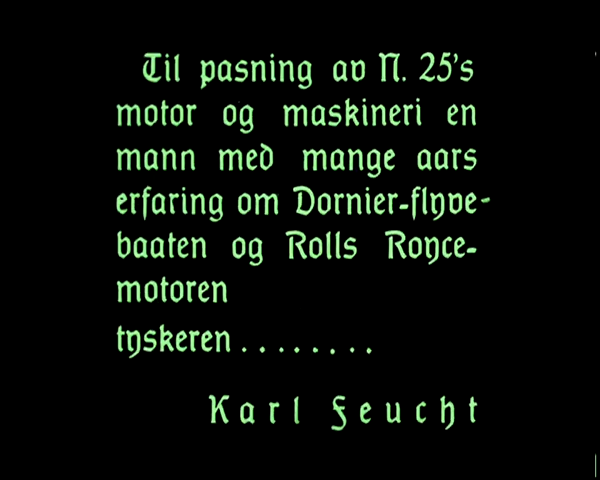 Til pasning av N. 25's
motor og maskineri en
mann med mange aars
erfaring om Dornier-flyve-
baaten og Rolls Royce-
motoren
tyskeren . . . . . . . .
Karl Feucht